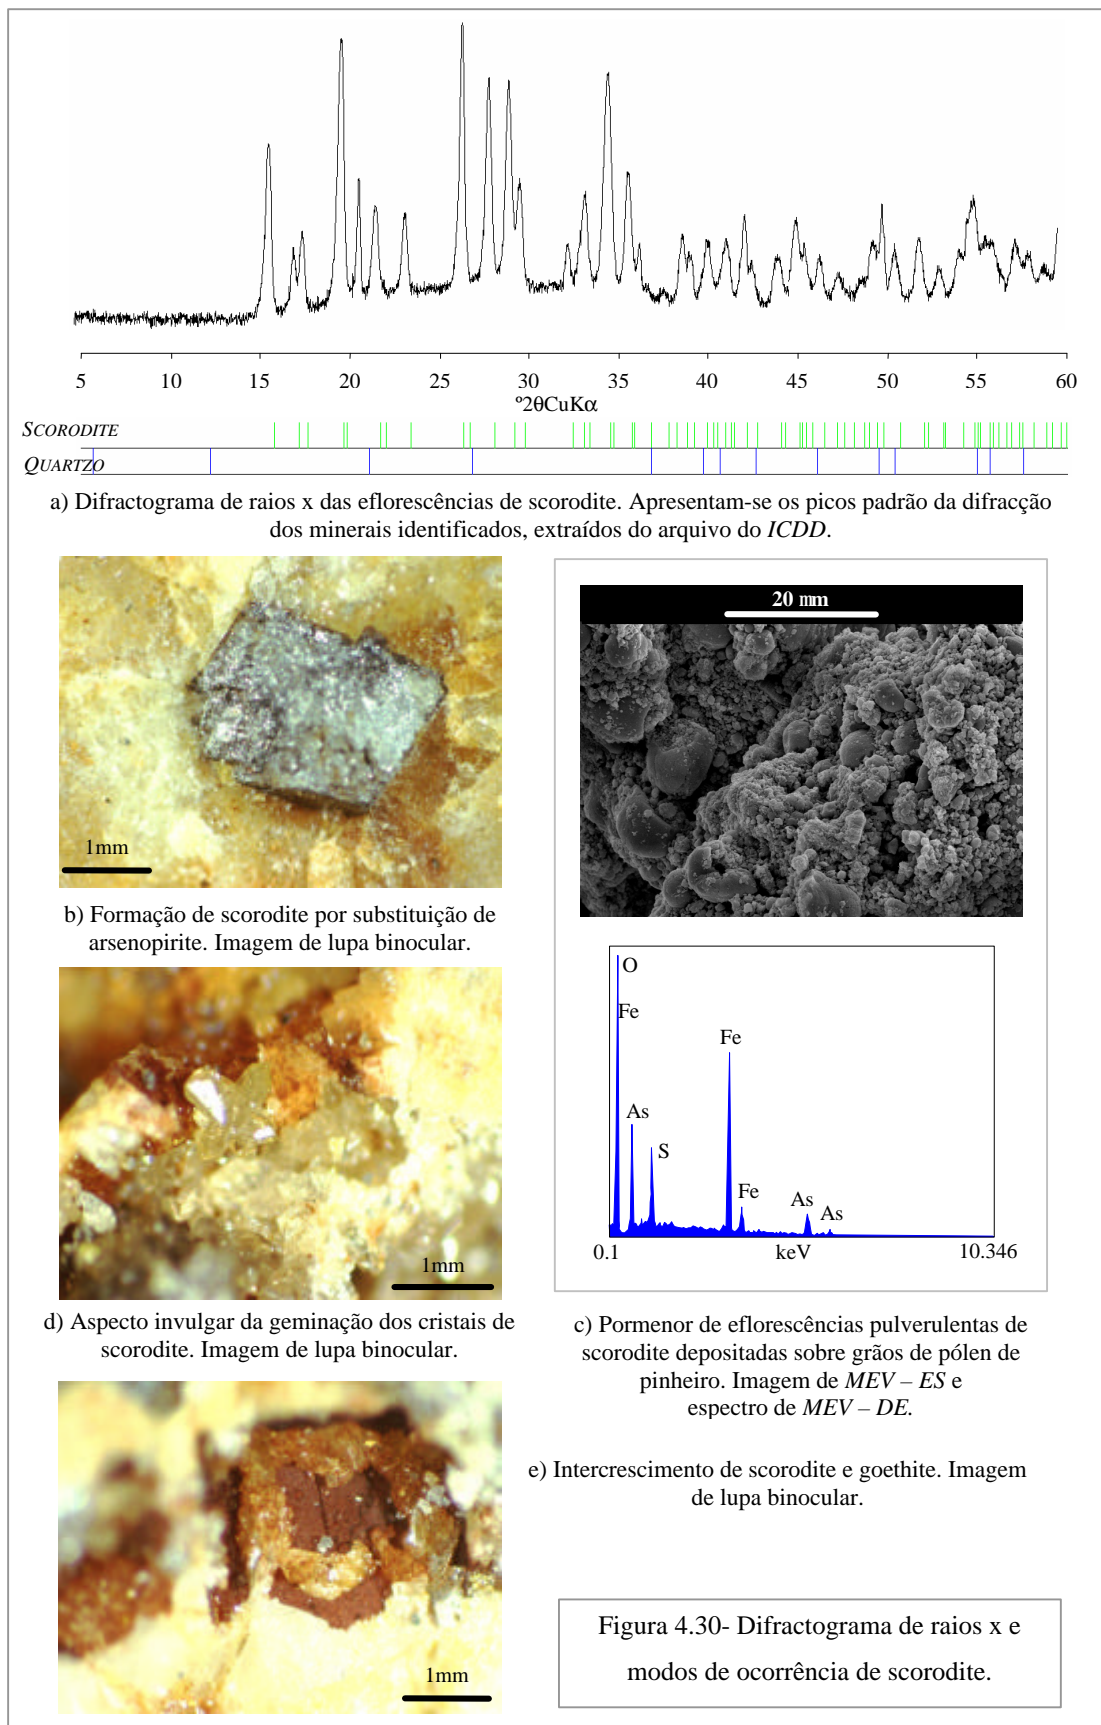 5 10 15 20 25 30 35 40 45 50 55 60
°2θCuKα
SCORODITE
QUARTZO
a) Difractograma de raios x das eflorescências de scorodite. Apresentam-se os picos padrão da difracção
dos minerais identificados, extraídos do arquivo do ICDD.
1mm
b) Formação de scorodite por substituição de
arsenopirite. Imagem de lupa binocular.
1mm
d) Aspecto invulgar da geminação dos cristais de
scorodite. Imagem de lupa binocular.
1mm
20 mm
O
Fe
As
S
Fe
Fe
As
As
0.1 keV 10.346
c) Pormenor de eflorescências pulverulentas de
scorodite depositadas sobre grãos de pólen de
pinheiro. Imagem de MEV – ES e
espectro de MEV – DE.
e) Intercrescimento de scorodite e goethite. Imagem
de lupa binocular.
Figura 4.30- Difractograma de raios x e
modos de ocorrência de scorodite.